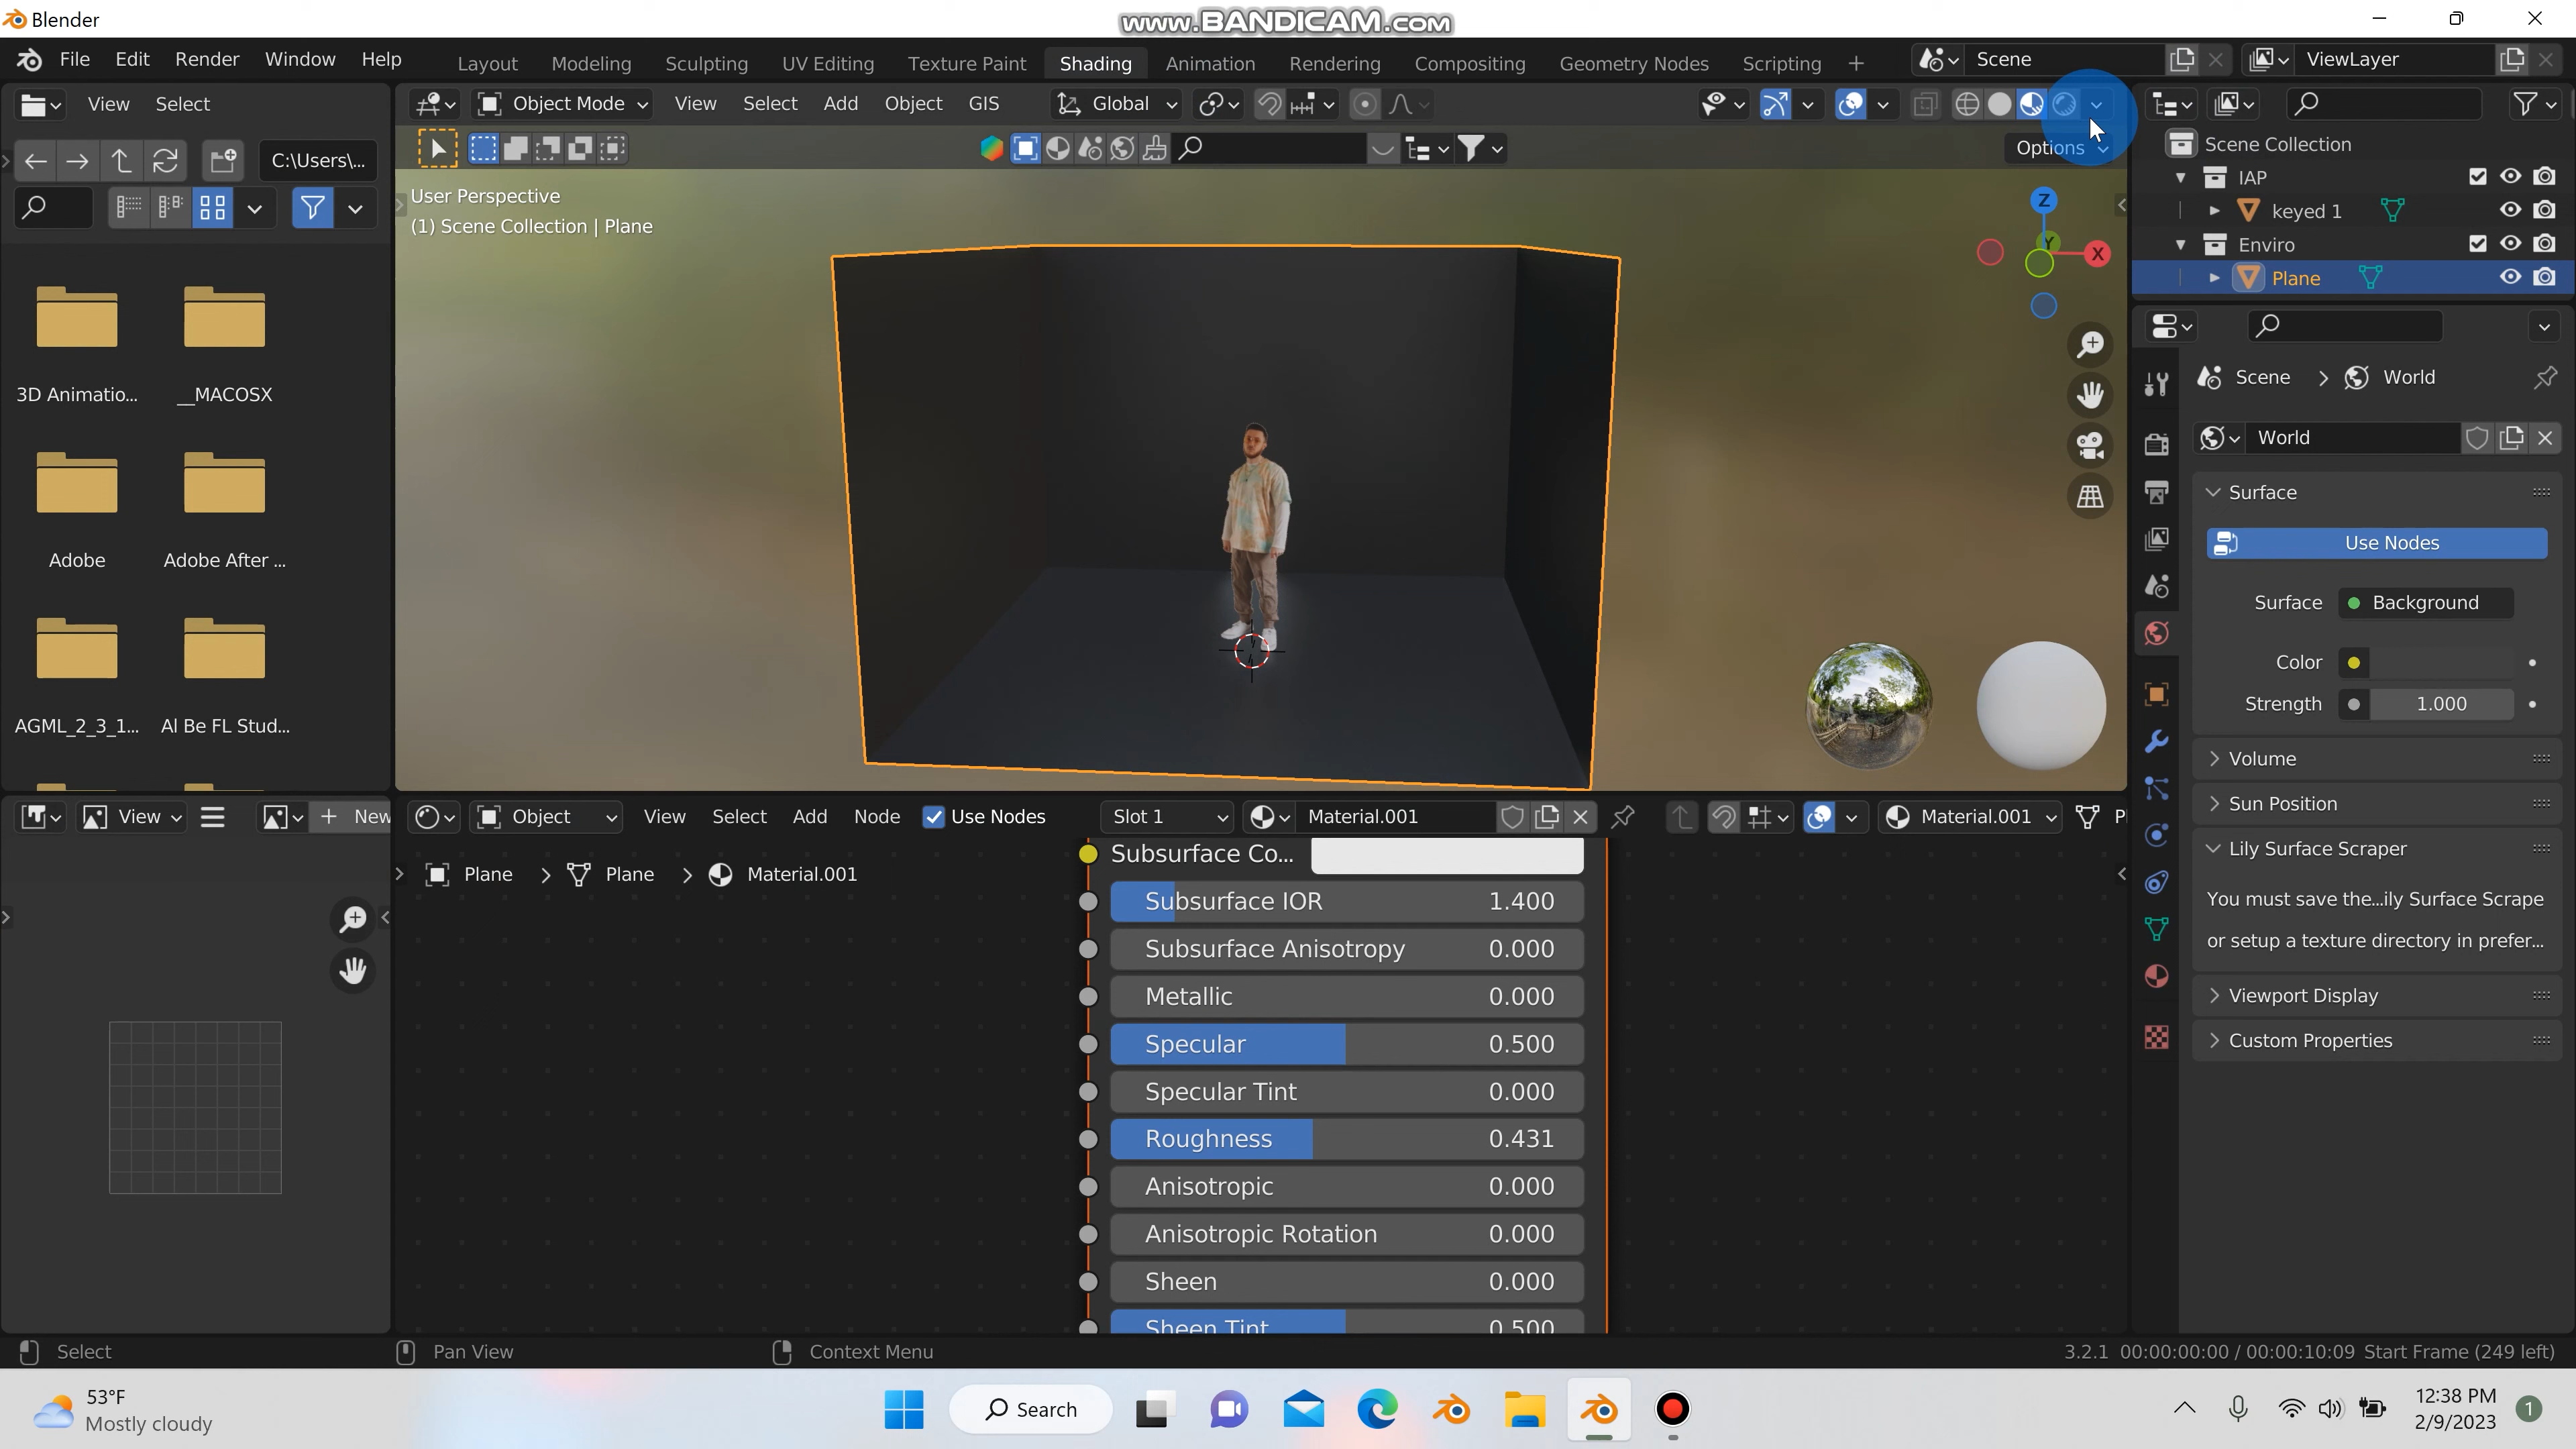 Blender
www.BANDICAM.com
File Edit Render Window Help Layout Modeling Sculpting UV Editing Texture Paint Shading Animation Rendering Compositing Geometry Nodes Scripting Scene ViewLayer
View Select
Object Mode View Select Add Object GIS Global
C:\Users\...
Options
User Perspective
(1) Scene Collection | Plane
Z
Y
X
3D Animatio... __MACOSX
Adobe Adobe After ...
AGML_2_3_1... Al Be FL Stud...
Scene Collection
IAP
keyed 1
Enviro
Plane
Scene World
World
Surface
Use Nodes
Surface Background
Color
Strength 1.000
Volume
Sun Position
Lily Surface Scraper
You must save the...ily Surface Scrape
or setup a texture directory in prefer...
Viewport Display
Custom Properties
View New
Object View Select Add Node Use Nodes Slot 1 Material.001 Material.001 Pl
Plane Plane Material.001
Subsurface Co...
Subsurface IOR 1.400
Subsurface Anisotropy 0.000
Metallic 0.000
Specular 0.500
Specular Tint 0.000
Roughness 0.431
Anisotropic 0.000
Anisotropic Rotation 0.000
Sheen 0.000
Sheen Tint 0.500
Select Pan View Context Menu 3.2.1 00:00:00:00 / 00:00:10:09 Start Frame (249 left)
53°F
Mostly cloudy
Search
12:38 PM
2/9/2023
1